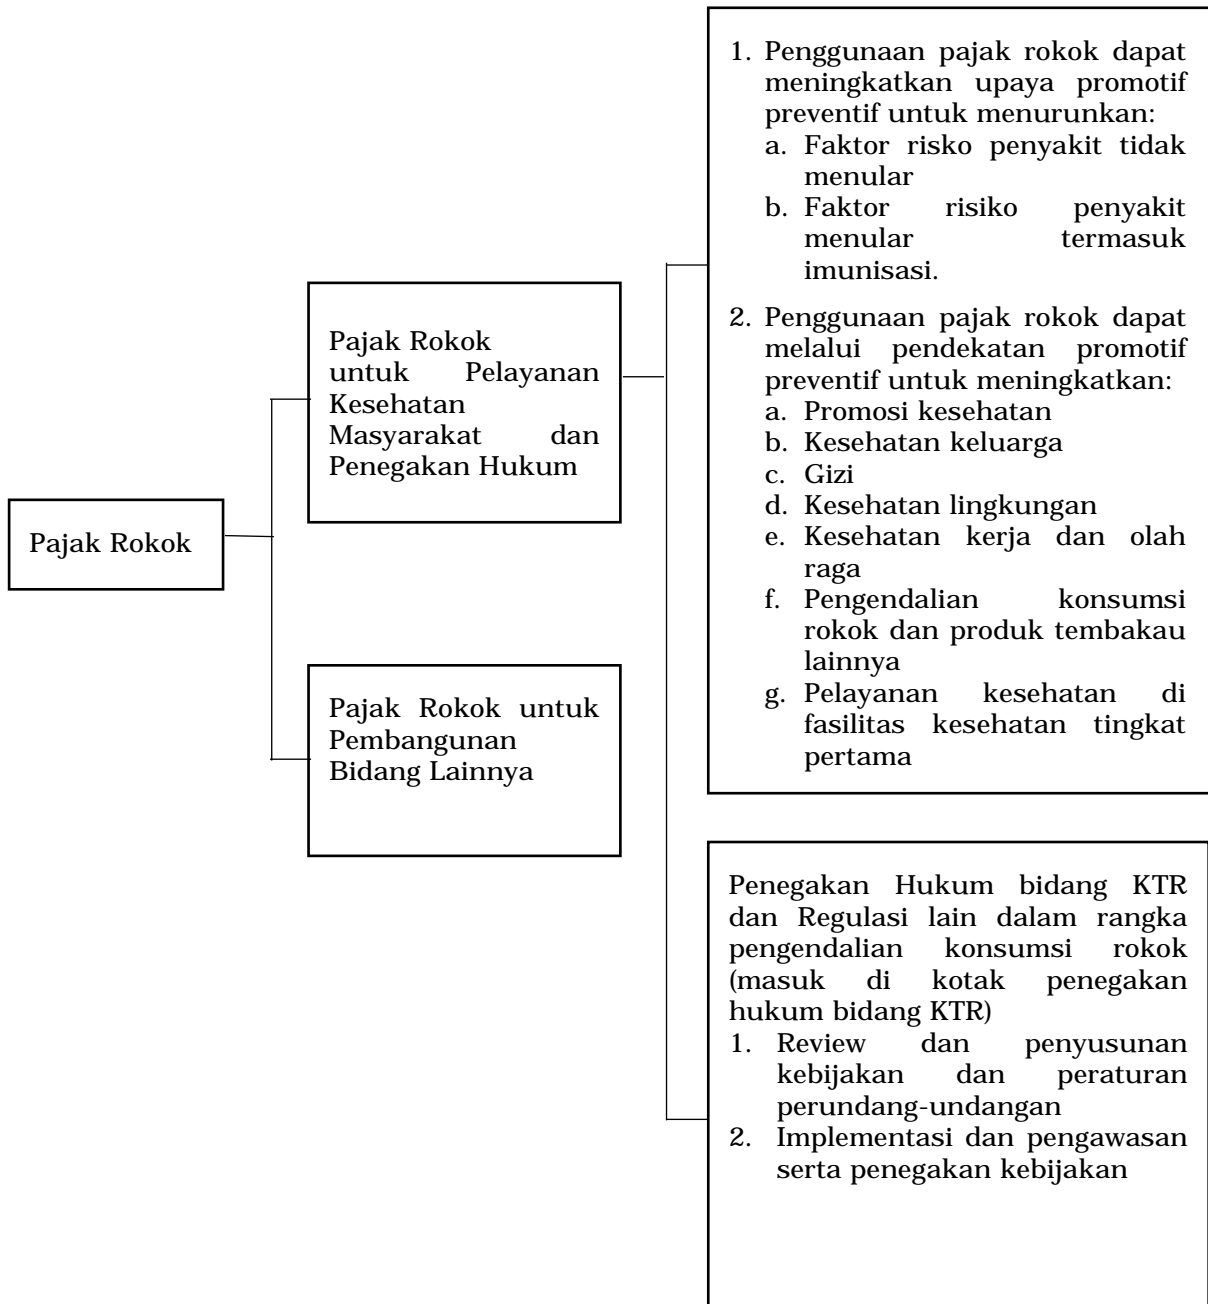 Pajak Rokok
Pajak Rokok
untuk Pelayanan
Kesehatan
Masyarakat dan
Penegakan Hukum
Pajak Rokok untuk
Pembangunan
Bidang Lainnya
1. Penggunaan pajak rokok dapat
meningkatkan upaya promotif
preventif untuk menurunkan:
a. Faktor risko penyakit tidak
menular
b. Faktor risiko penyakit
menular termasuk
imunisasi.
2. Penggunaan pajak rokok dapat
melalui pendekatan promotif
preventif untuk meningkatkan:
a. Promosi kesehatan
b. Kesehatan keluarga
c. Gizi
d. Kesehatan lingkungan
e. Kesehatan kerja dan olah
raga
f. Pengendalian konsumsi
rokok dan produk tembakau
lainnya
g. Pelayanan kesehatan di
fasilitas kesehatan tingkat
pertama
Penegakan Hukum bidang KTR
dan Regulasi lain dalam rangka
pengendalian konsumsi rokok
(masuk di kotak penegakan
hukum bidang KTR)
1. Review dan penyusunan
kebijakan dan peraturan
perundang-undangan
2. Implementasi dan pengawasan
serta penegakan kebijakan